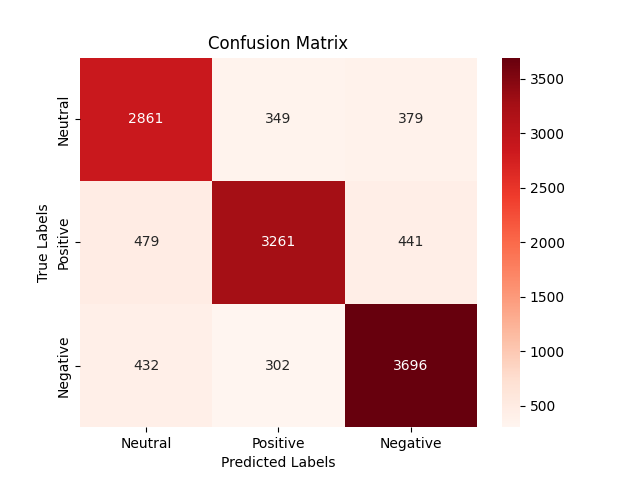 Confusion Matrix
True Labels
Neutral
2861 349 379
Positive
479 3261 441
Negative
432 302 3696
Neutral Positive Negative
Predicted Labels
3500
3000
2500
2000
1500
1000
500